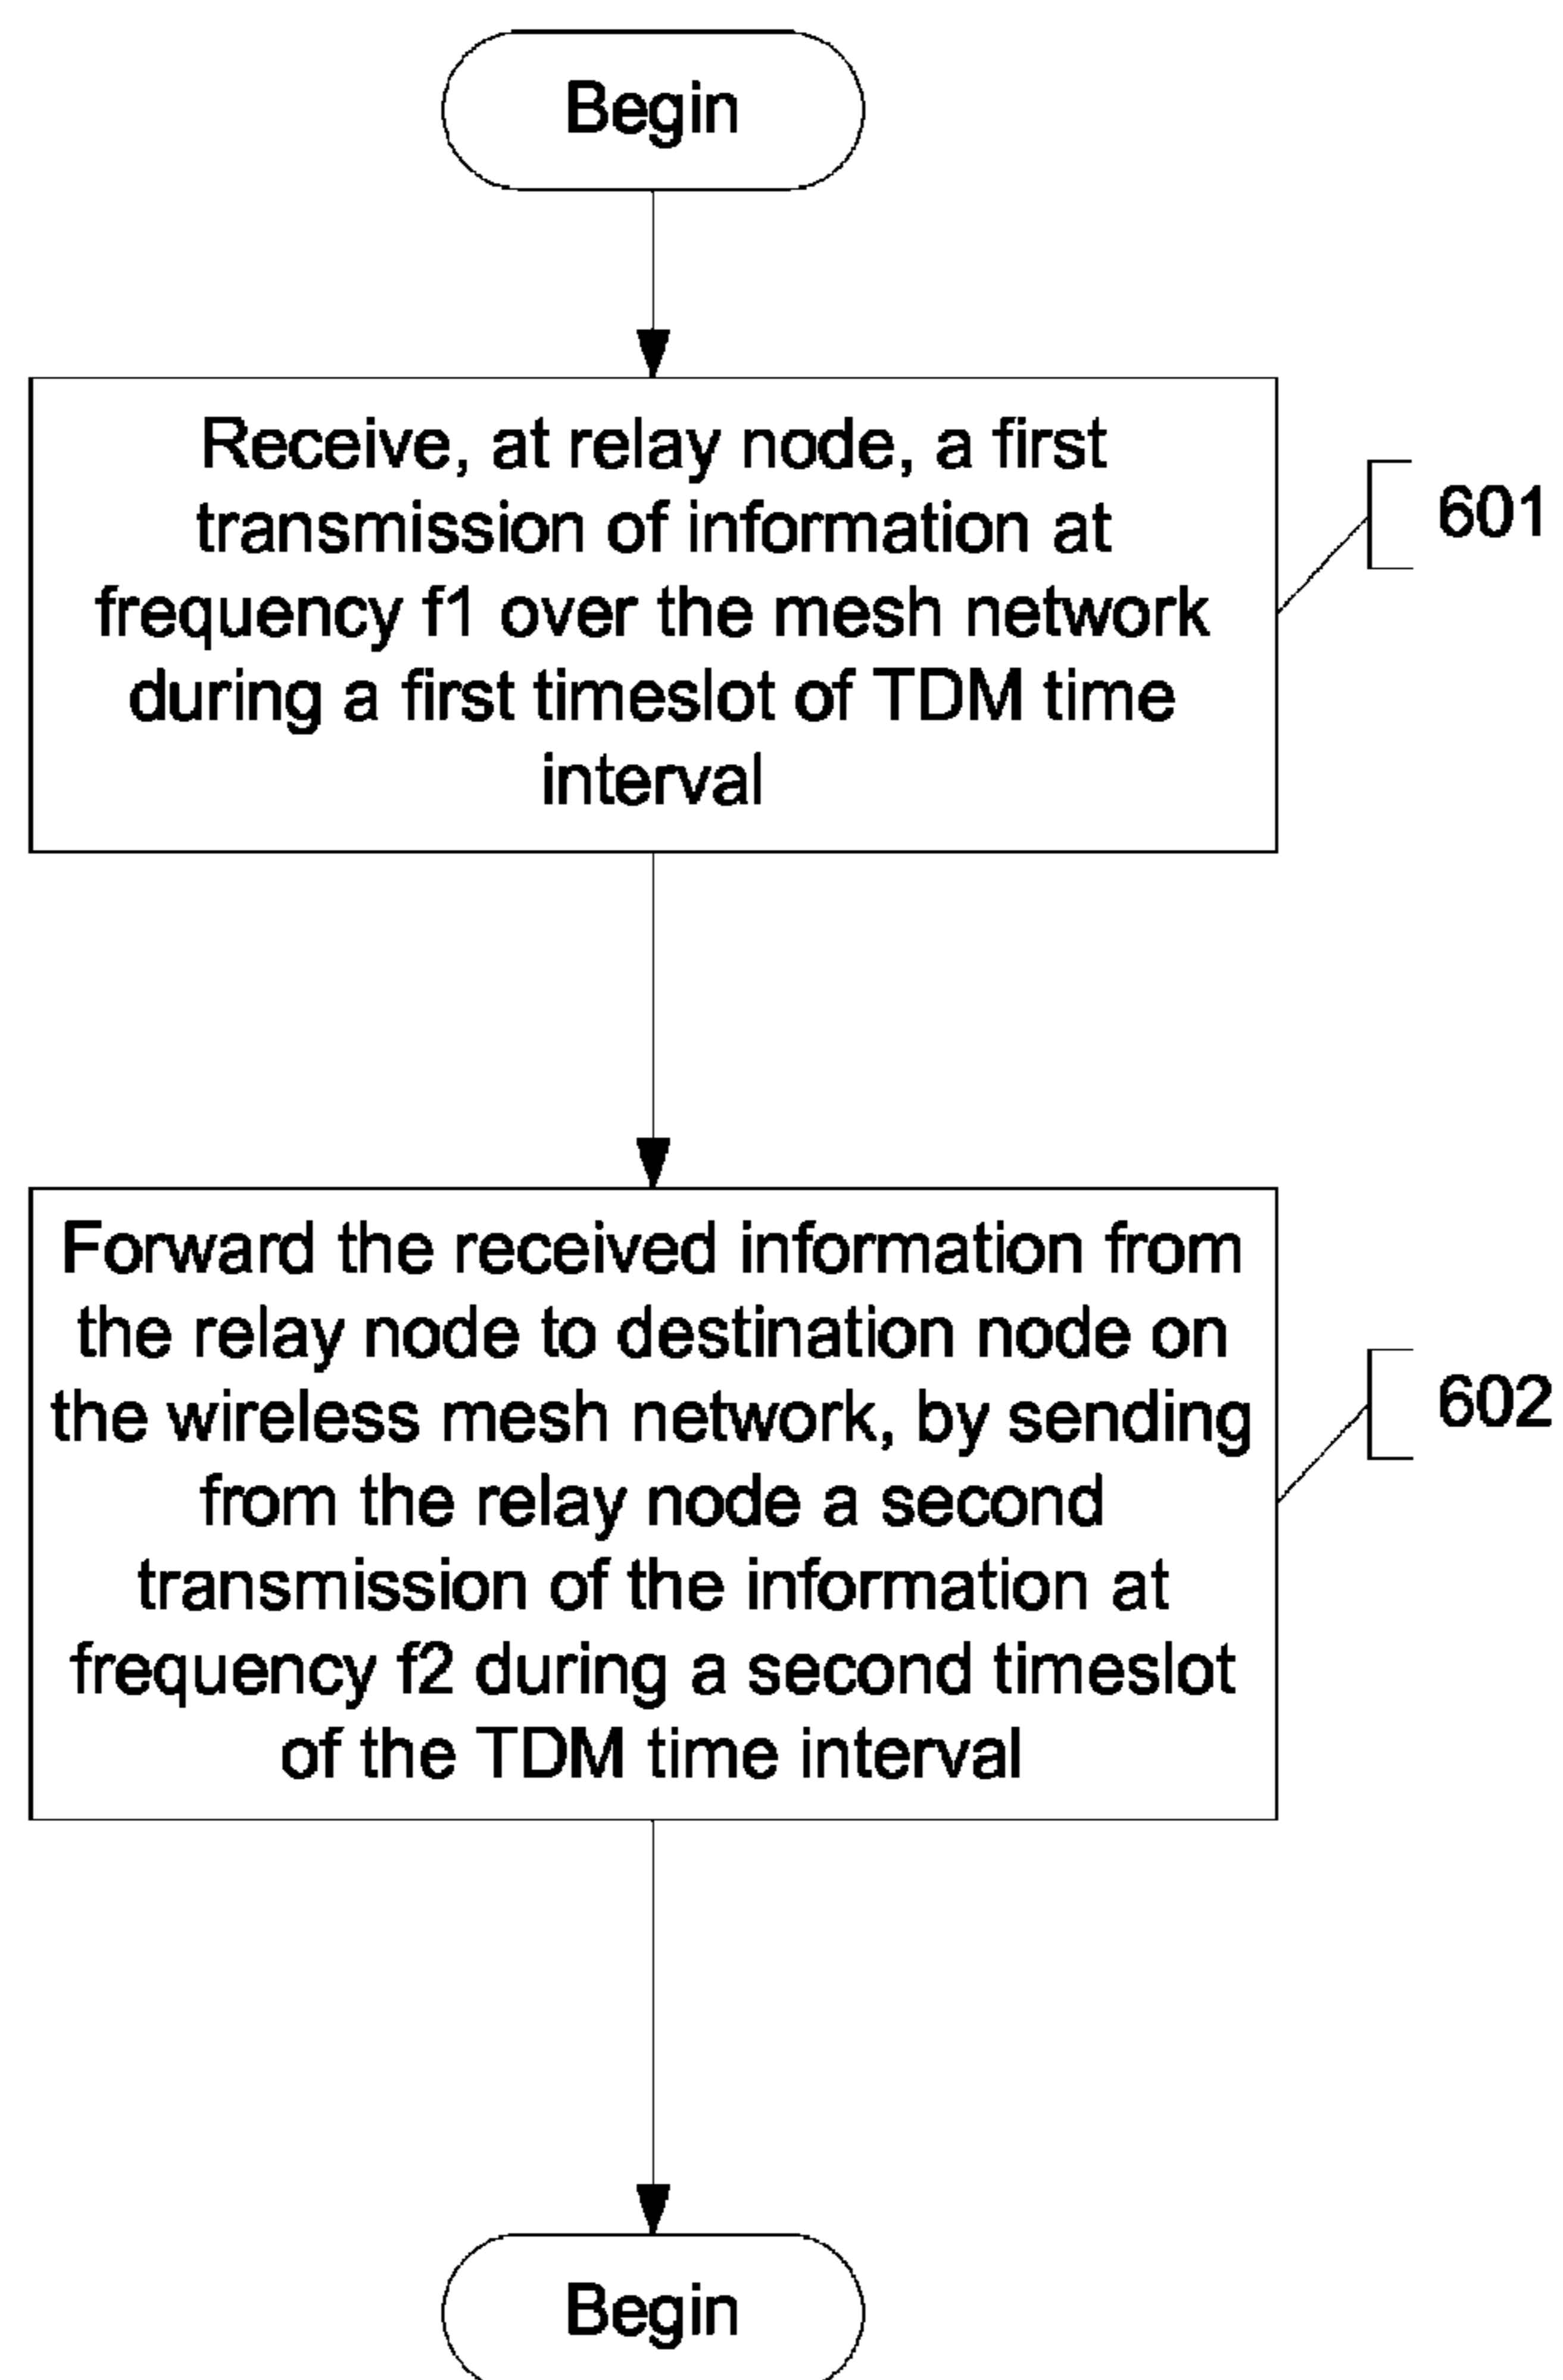 Begin
Receive, at relay node, a first
transmission of information at
frequency f1 over the mesh network
during a first timeslot of TDM time
interval
601
Forward the received information from
the relay node to destination node on
the wireless mesh network, by sending
from the relay node a second
transmission of the information at
frequency f2 during a second timeslot
of the TDM time interval
602
Begin